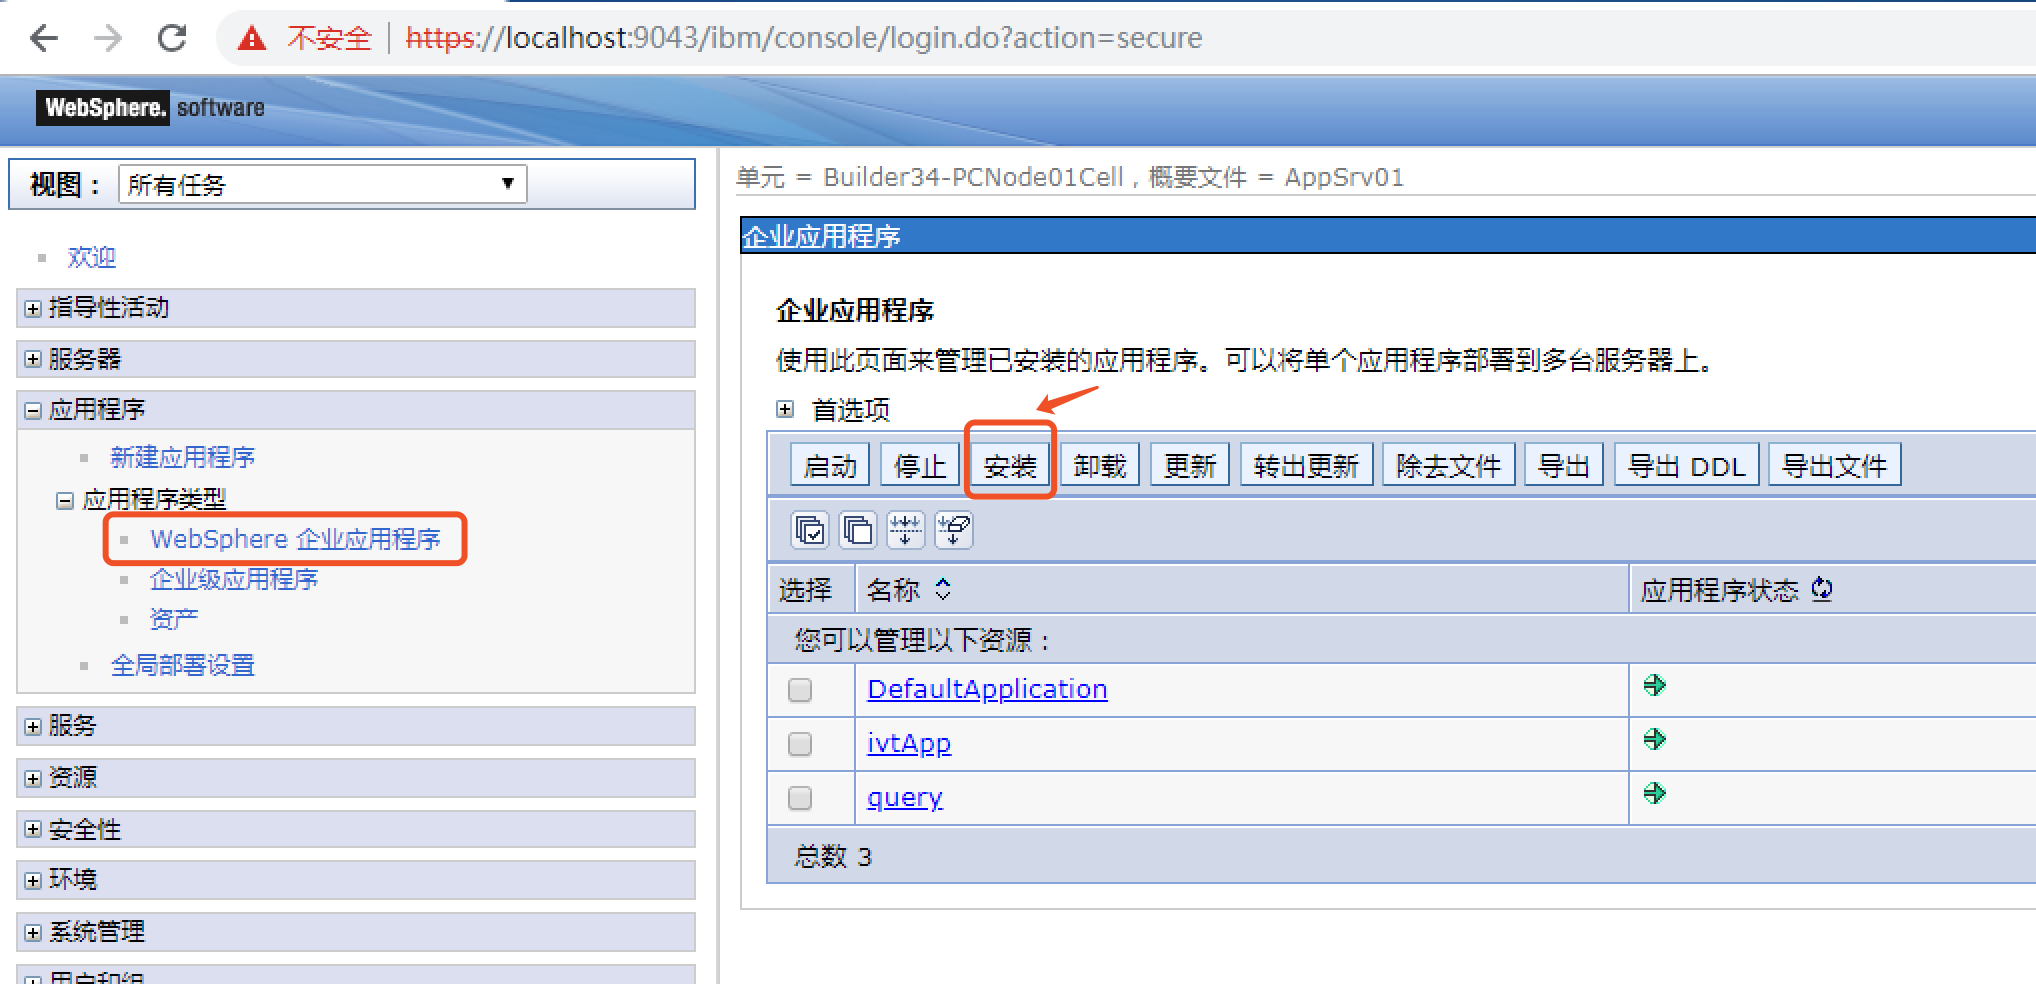 不安全 https://localhost:9043/ibm/console/login.do?action=secure
WebSphere. software
视图： 所有任务
欢迎
指导性活动
服务器
应用程序
新建应用程序
应用程序类型
WebSphere 企业应用程序
企业级应用程序
资产
全局部署设置
服务
资源
安全性
环境
系统管理
用户和组
单元 = Builder34-PCNode01Cell，概要文件 = AppSrv01
企业应用程序
企业应用程序
使用此页面来管理已安装的应用程序。可以将单个应用程序部署到多台服务器上。
首选项
启动 停止 安装 卸载 更新 转出更新 除去文件 导出 导出 DDL 导出文件
选择 名称 应用程序状态
您可以管理以下资源：
DefaultApplication
ivtApp
query
总数 3